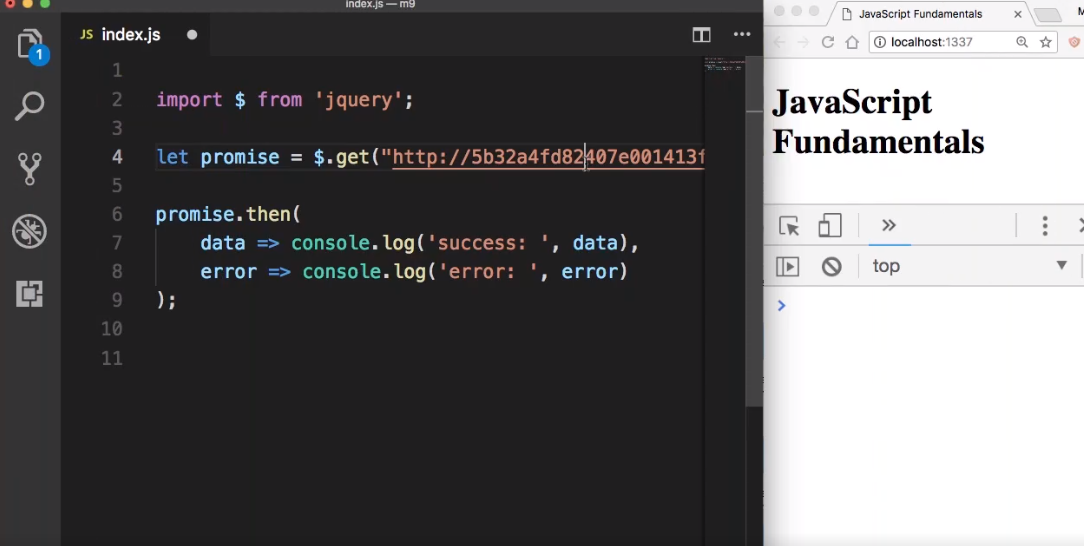 index.js — m9
JS index.js
1
1
2 import $ from 'jquery';
3
4 let promise = $.get("http://5b32a4fd82407e001413f
5
6 promise.then(
7 data => console.log('success: ', data),
8 error => console.log('error: ', error)
9 );
10
11
JavaScript Fundamentals
localhost:1337
JavaScript
Fundamentals
top